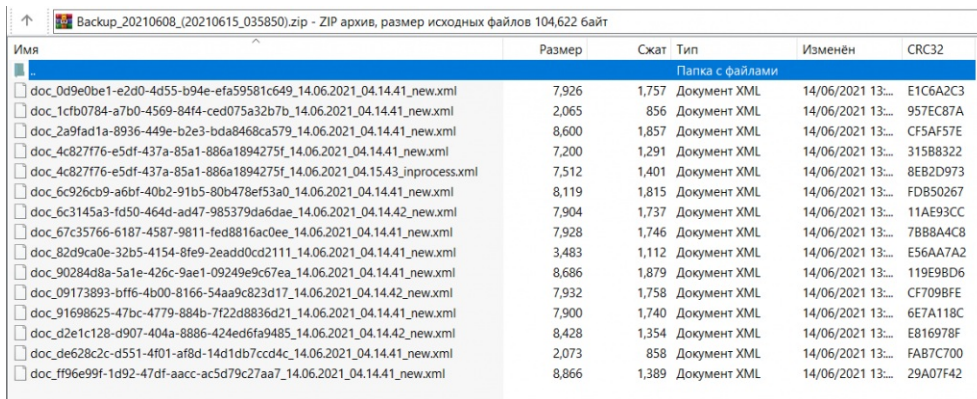 Backup_20210608_(20210615_035850).zip - ZIP архив, размер исходных файлов 104,622 байт
Имя Размер Сжат Тип Изменён CRC32
.. Папка с файлами
doc_0d9e0be1-e2d0-4d55-b94e-efa59581c649_14.06.2021_04.14.41_new.xml 7,926 1,757 Документ XML 14/06/2021 13:... E1C6A2C3
doc_1cfb0784-a7b0-4569-84f4-ced075a32b7b_14.06.2021_04.14.41_new.xml 2,065 856 Документ XML 14/06/2021 13:... 957EC87A
doc_2a9fad1a-8936-449e-b2e3-bda8468ca579_14.06.2021_04.14.41_new.xml 8,600 1,857 Документ XML 14/06/2021 13:... CF5AF57E
doc_4c827f76-e5df-437a-85a1-886a1894275f_14.06.2021_04.14.41_new.xml 7,200 1,291 Документ XML 14/06/2021 13:... 315B8322
doc_4c827f76-e5df-437a-85a1-886a1894275f_14.06.2021_04.15.43_inprocess.xml 7,512 1,401 Документ XML 14/06/2021 13:... 8EB2D973
doc_6c926cb9-a6bf-40b2-91b5-80b478ef53a0_14.06.2021_04.14.41_new.xml 8,119 1,815 Документ XML 14/06/2021 13:... FDB50267
doc_6c3145a3-fd50-464d-ad47-985379da6dae_14.06.2021_04.14.42_new.xml 7,904 1,737 Документ XML 14/06/2021 13:... 11AE93CC
doc_67c35766-6187-4587-9811-fed8816ac0ee_14.06.2021_04.14.41_new.xml 7,928 1,746 Документ XML 14/06/2021 13:... 7BB8A4C8
doc_82d9ca0e-32b5-4154-8fe9-2eadd0cd2111_14.06.2021_04.14.41_new.xml 3,483 1,112 Документ XML 14/06/2021 13:... E56AA7A2
doc_90284d8a-5a1e-426c-9ae1-09249e9c67ea_14.06.2021_04.14.41_new.xml 8,686 1,879 Документ XML 14/06/2021 13:... 119E9BD6
doc_09173893-bff6-4b00-8166-54aa9c823d17_14.06.2021_04.14.42_new.xml 7,932 1,758 Документ XML 14/06/2021 13:... CF709BFE
doc_91698625-47bc-4779-884b-7f22d8836d21_14.06.2021_04.14.41_new.xml 7,900 1,740 Документ XML 14/06/2021 13:... 6E7A118C
doc_d2e1c128-d907-404a-8886-424ed6fa9485_14.06.2021_04.14.42_new.xml 8,428 1,354 Документ XML 14/06/2021 13:... E816978F
doc_de628c2c-d551-4f01-af8d-14d1db7ccd4c_14.06.2021_04.14.41_new.xml 2,073 858 Документ XML 14/06/2021 13:... FAB7C700
doc_ff96e99f-1d92-47df-aacc-ac5d79c27aa7_14.06.2021_04.14.41_new.xml 8,866 1,389 Документ XML 14/06/2021 13:... 29A07F42